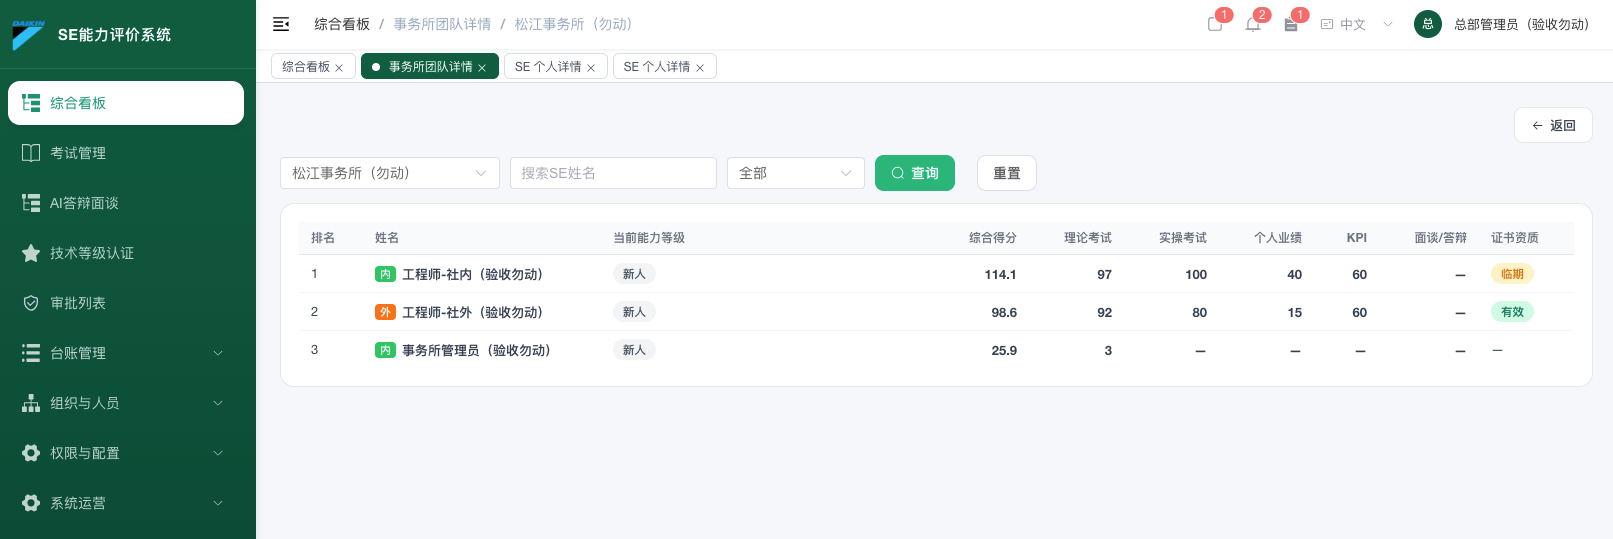 DAIKIN
SE能力评价系统
综合看板 / 事务所团队详情 / 松江事务所（勿动）
1
2
1
中文
总
总部管理员（验收勿动）
综合看板 ×
事务所团队详情 ×
SE 个人详情 ×
SE 个人详情 ×
综合看板
考试管理
AI答辩面谈
技术等级认证
审批列表
台账管理
组织与人员
权限与配置
系统运营
← 返回
松江事务所（勿动）
搜索SE姓名
全部
查询
重置
排名 姓名 当前能力等级 综合得分 理论考试 实操考试 个人业绩 KPI 面谈/答辩 证书资质
1 内 工程师-社内（验收勿动） 新人 114.1 97 100 40 60 — 临期
2 外 工程师-社外（验收勿动） 新人 98.6 92 80 15 60 — 有效
3 内 事务所管理员（验收勿动） 新人 25.9 3 — — — — —